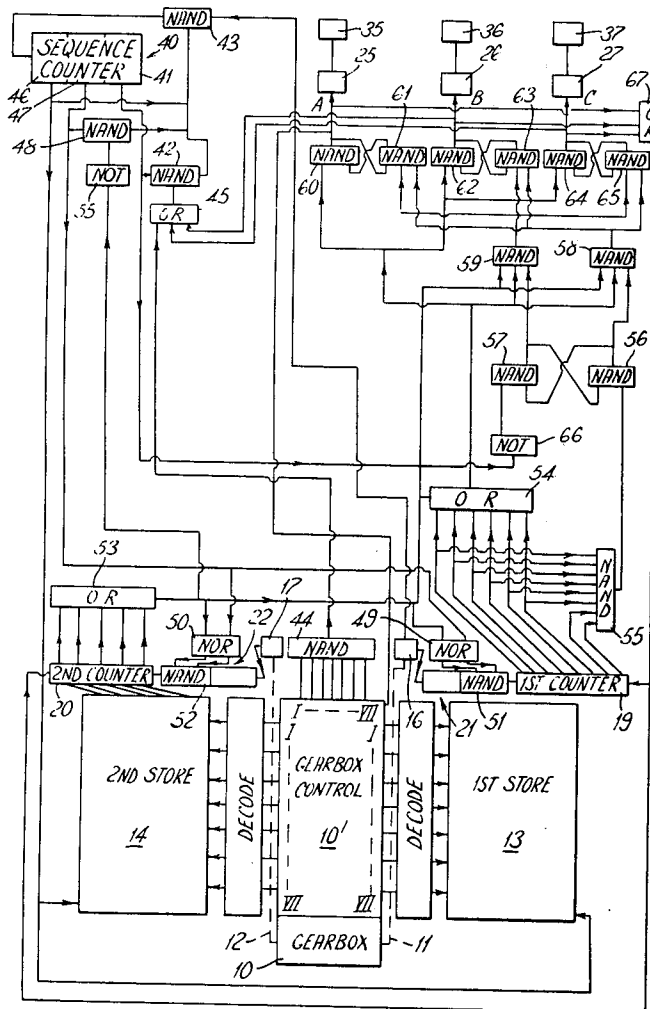 NAND 43
35 36 37
SEQUENCE COUNTER 40 41
46 47
25 26 27
A B C
67 OR
61 63
NAND 48
NAND 42
NAND 60
NAND 62
NAND
NAND 64
NAND 65
NOT 55
OR 45
NAND 59
NAND 58
NAND 57
NAND 56
NOT 66
OR 54
OR 53
NAND 55
17 44 49
50 NOR 22
NAND
16
NOR
2ND COUNTER 20
NAND 52
NAND 51
1ST COUNTER 19
21
2ND STORE 14
DECODE
I VII
I I
GEARBOX CONTROL 10'
VII VII
DECODE
1ST STORE 13
12 GEARBOX 11
10